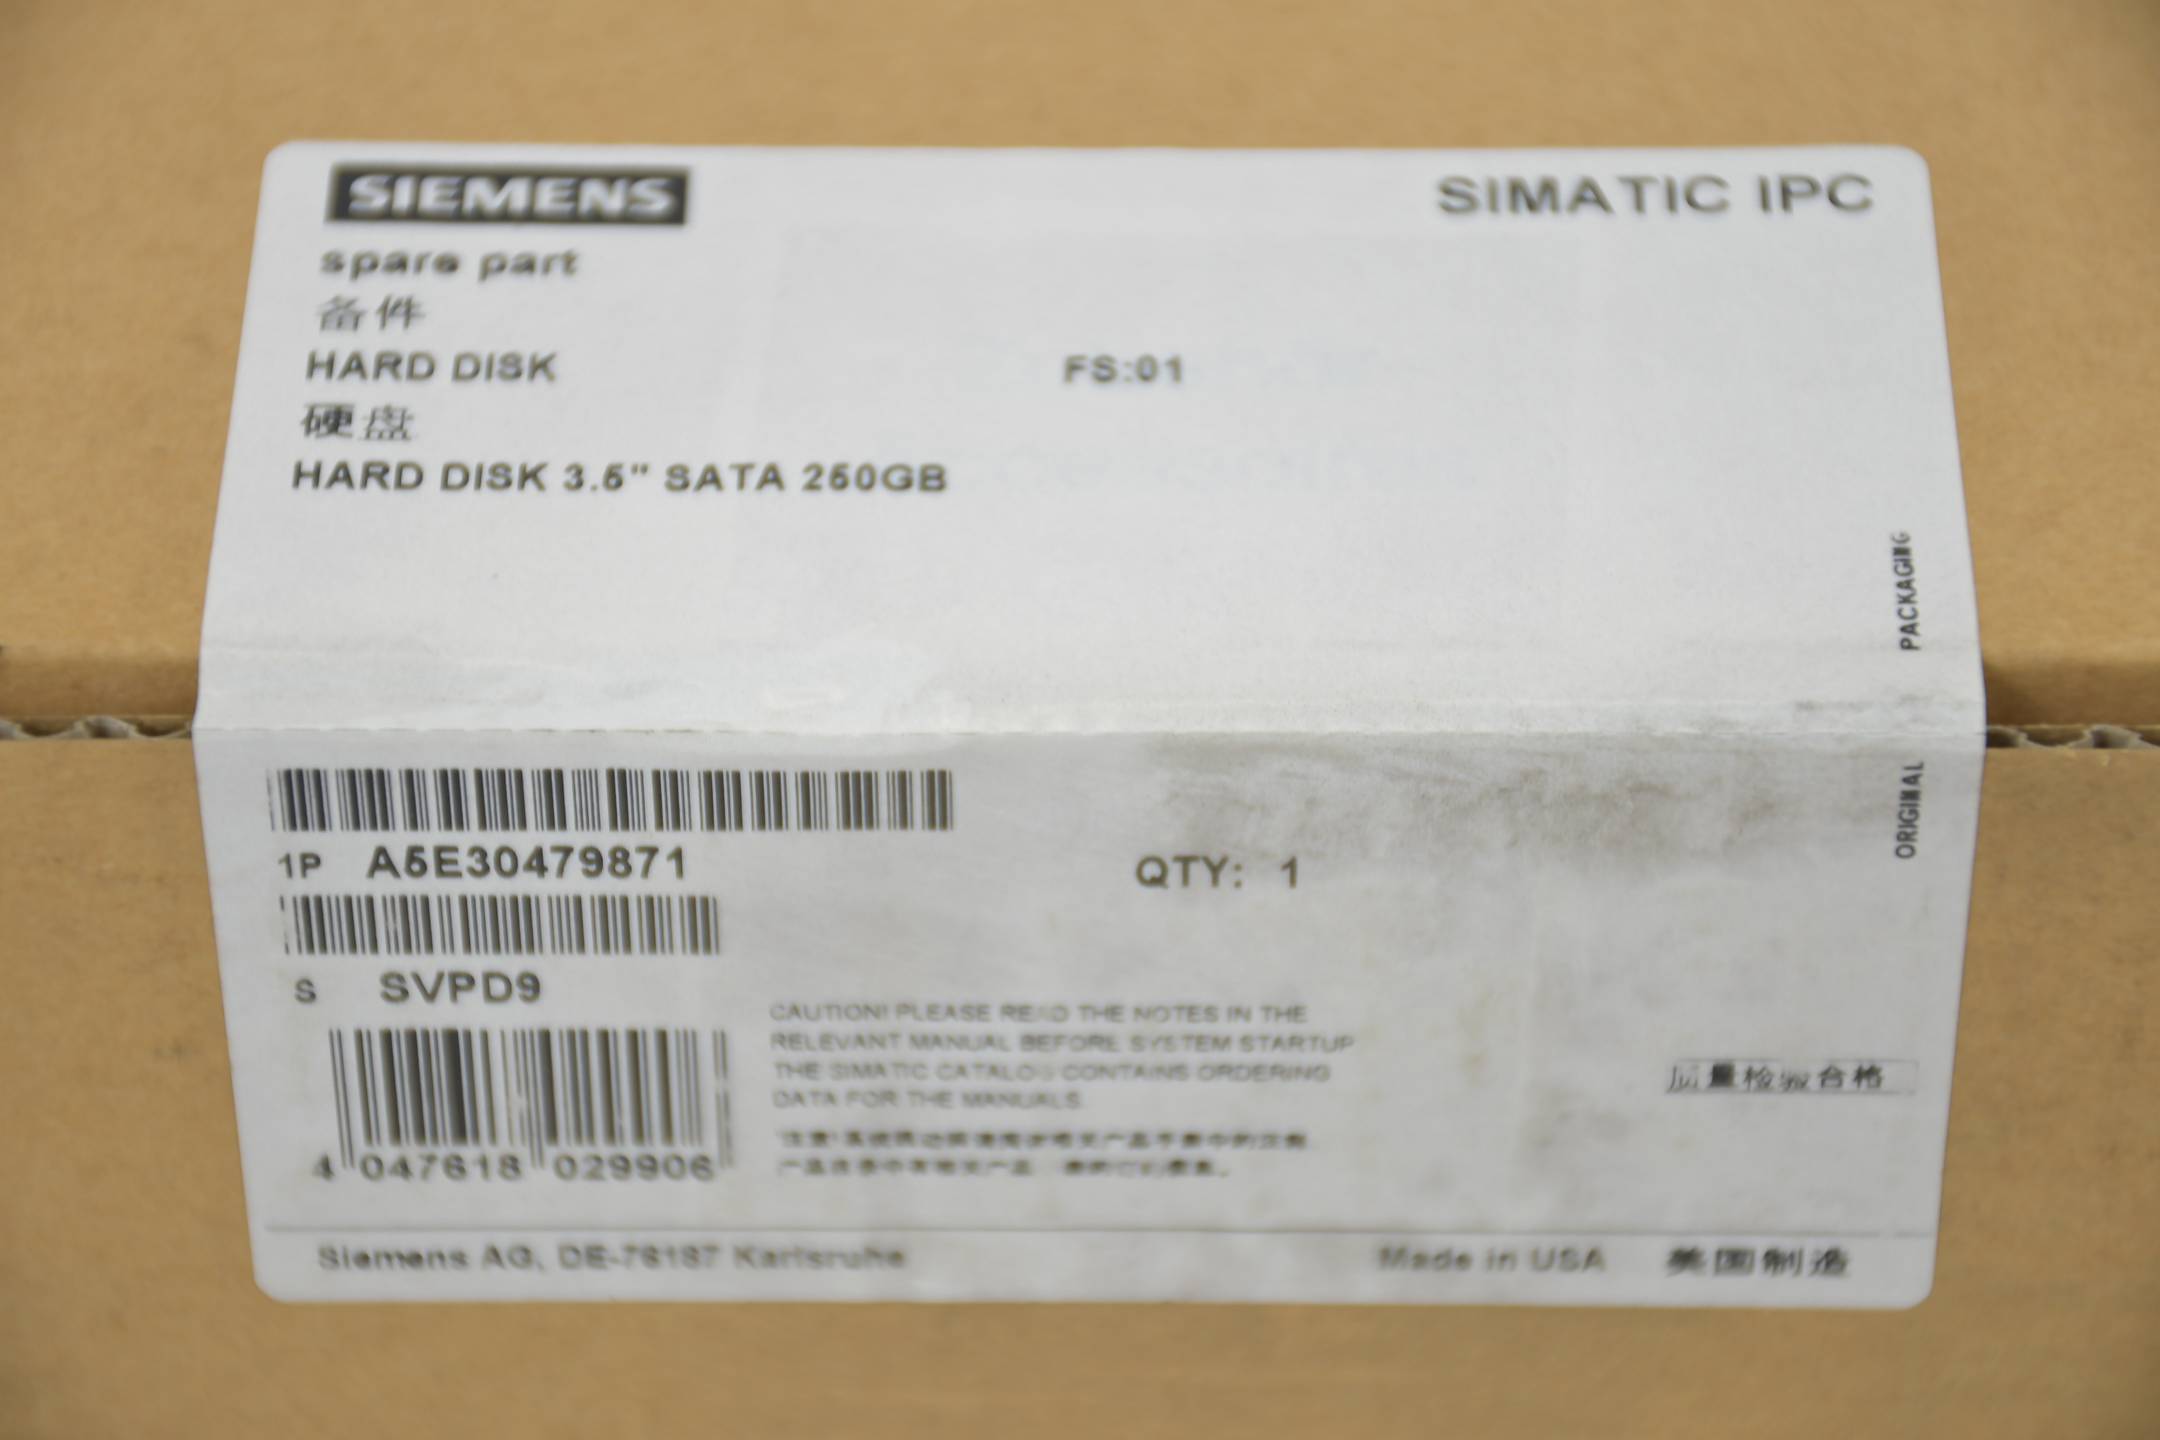 SIEMENS
SIMATIC IPC
spare part
备件
HARD DISK
FS:01
硬盘
HARD DISK 3.5" SATA 250GB
ORIGINAL PACKAGING
1P A5E30479871
QTY: 1
S SVPD9
CAUTION! PLEASE READ THE NOTES IN THE
RELEVANT MANUAL BEFORE SYSTEM STARTUP
THE SIMATIC CATALOG CONTAINS ORDERING
DATA FOR THE MANUALS.
质量检验合格
4 047618 029906
Siemens AG, DE-76187 Karlsruhe
Made in USA 美国制造